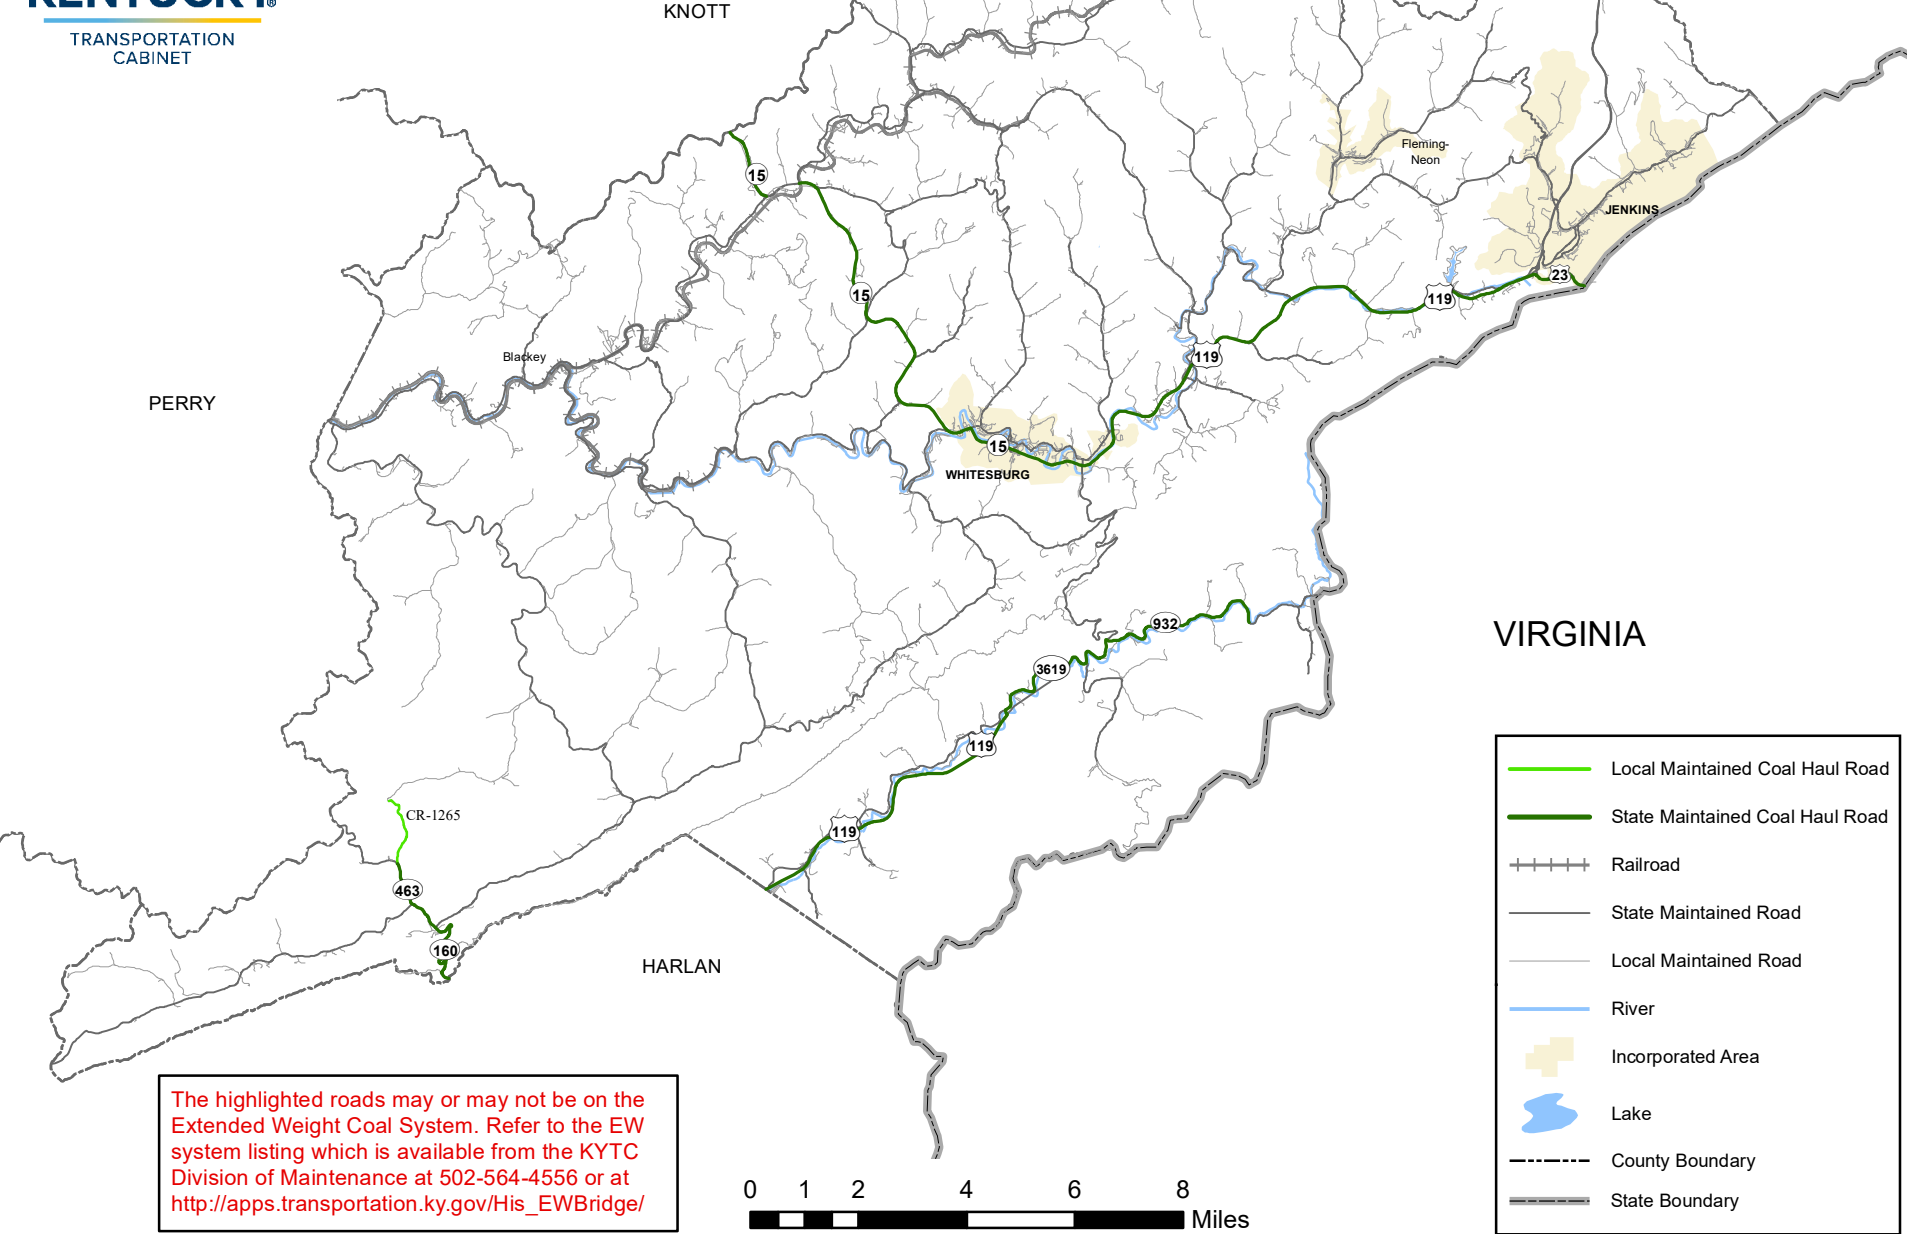 KENTUCKY®
TRANSPORTATION
CABINET
KNOTT
15
Fleming-
Neon
JENKINS
23
15
119
119
Blackey
PERRY
15
WHITESBURG
932
VIRGINIA
3619
119
119
CR-1265
463
160
HARLAN
Local Maintained Coal Haul Road
State Maintained Coal Haul Road
Railroad
State Maintained Road
Local Maintained Road
River
Incorporated Area
Lake
County Boundary
State Boundary
The highlighted roads may or may not be on the
Extended Weight Coal System. Refer to the EW
system listing which is available from the KYTC
Division of Maintenance at 502-564-4556 or at
http://apps.transportation.ky.gov/His_EWBridge/
0 1 2 4 6 8
Miles